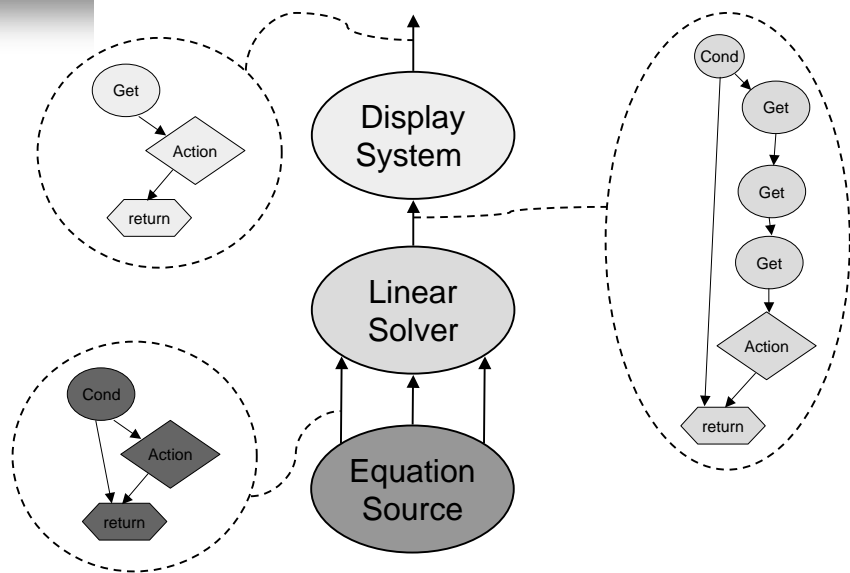 Get
Action
return
Display
System
Linear
Solver
Cond
Action
return
Equation
Source
Cond
Get
Get
Get
Action
return